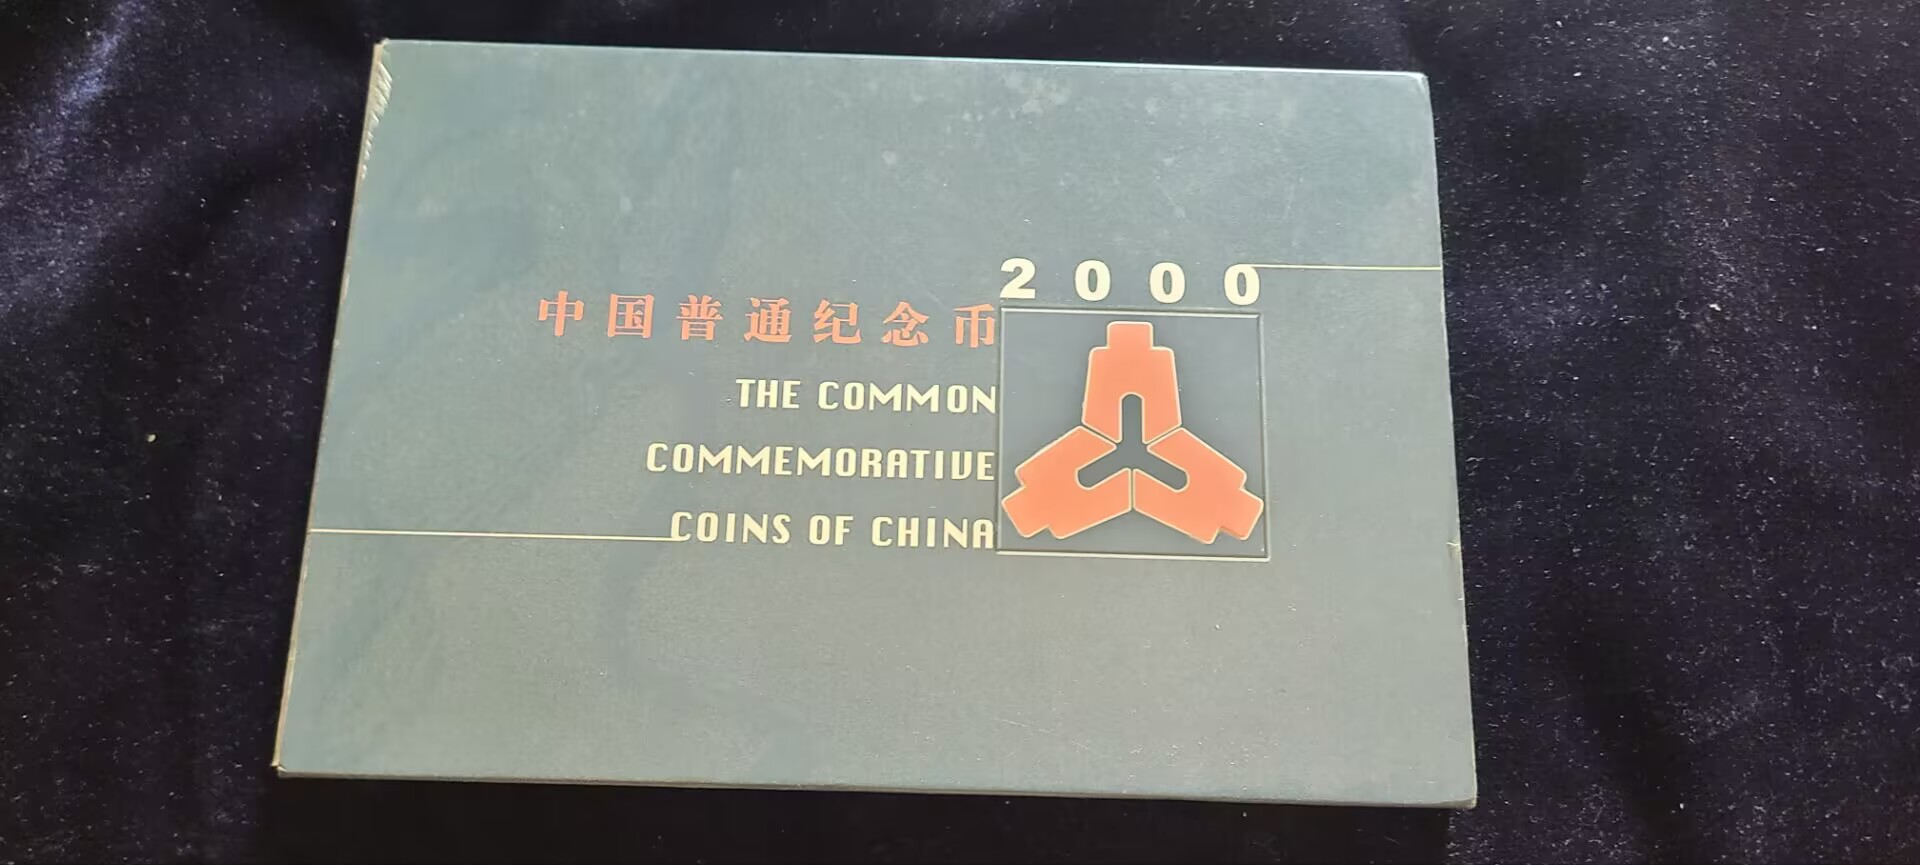 2000
中国普通纪念币
THE COMMON
COMMEMORATIVE
COINS OF CHINA